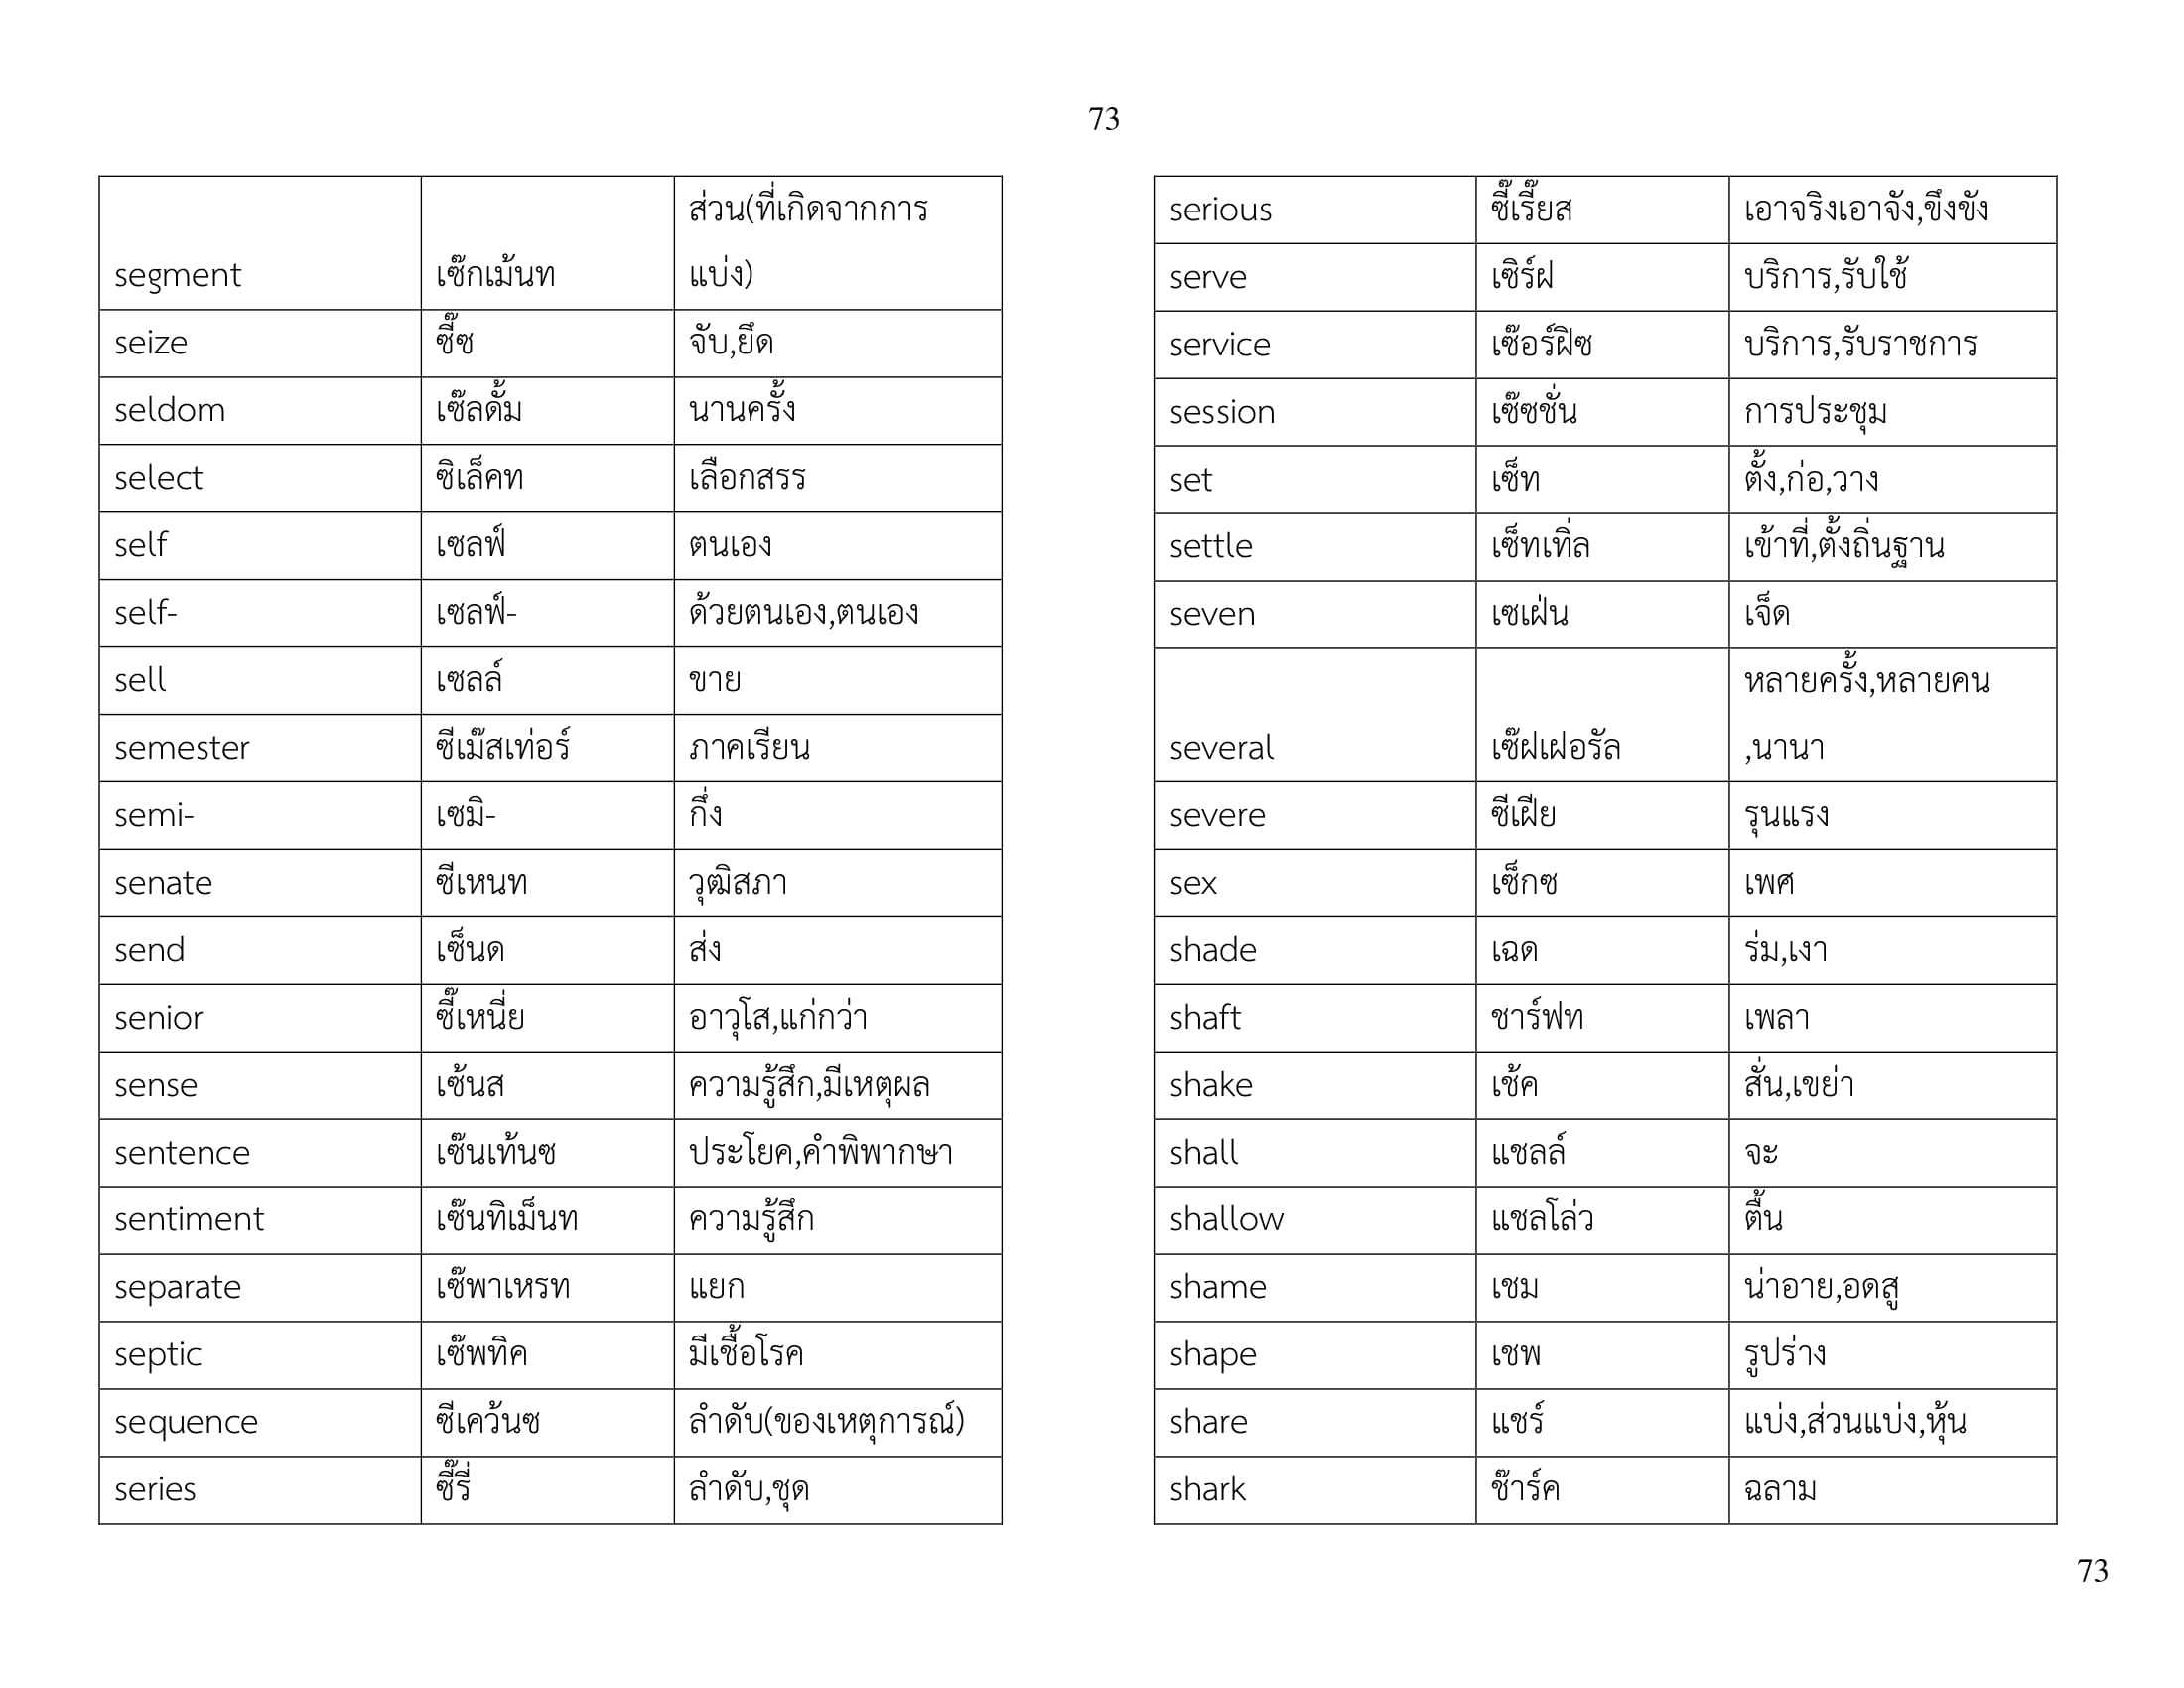 73
ส่วน(ที่เกิดจากการ
segment เซ๊กเม้นท แบ่ง)
seize ซี๊ซ จับ,ยึด
seldom เซ๊ลดั้ม นานครั้ง
select ซิเล็คท เลือกสรร
self เซลฟ์ ตนเอง
self- เซลฟ์- ด้วยตนเอง,ตนเอง
sell เซลล์ ขาย
semester ซีเม๊สเท่อร์ ภาคเรียน
semi- เซมิ- กึ่ง
senate ซีเหนท วุฒิสภา
send เซ็นด ส่ง
senior ซี๊เหนี่ย อาวุโส,แก่กว่า
sense เซ้นส ความรู้สึก,มีเหตุผล
sentence เซ๊นเท้นซ ประโยค,คำพิพากษา
sentiment เซ๊นทิเม็นท ความรู้สึก
separate เซ๊พาเหรท แยก
septic เซ๊พทิค มีเชื้อโรค
sequence ซีเคว้นซ ลำดับ(ของเหตุการณ์)
series ซี๊รี่ ลำดับ,ชุด
serious ซี๊เรี๊ยส เอาจริงเอาจัง,ขึงขัง
serve เซิร์ฝ บริการ,รับใช้
service เซ๊อร์ฝิซ บริการ,รับราชการ
session เซ๊ซชั่น การประชุม
set เซ็ท ตั้ง,ก่อ,วาง
settle เซ็ทเทิ่ล เข้าที่,ตั้งถิ่นฐาน
seven เซเฝ่น เจ็ด
หลายครั้ง,หลายคน
several เซ๊ฝเฝอรัล ,นานา
severe ซีเฝีย รุนแรง
sex เซ็กซ เพศ
shade เฉด ร่ม,เงา
shaft ชาร์ฟท เพลา
shake เช้ค สั่น,เขย่า
shall แชลล์ จะ
shallow แชลโล่ว ตื้น
shame เชม น่าอาย,อดสู
shape เชพ รูปร่าง
share แชร์ แบ่ง,ส่วนแบ่ง,หุ้น
shark ช๊าร์ค ฉลาม
73